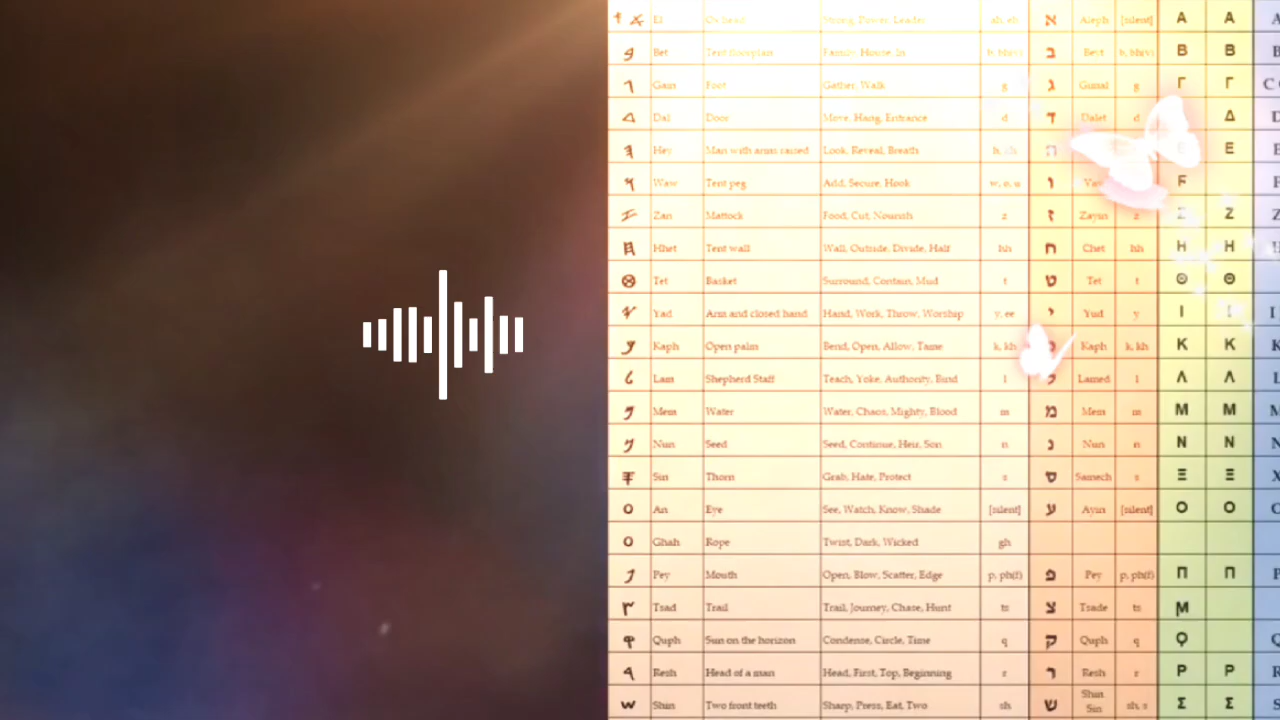 El Ox head Strong, Power, Leader ah, eh א Aleph [silent] Α Α A
Bet Tent floorplan Family, House, In b, bh(v) ב Beyt b, bh(v) Β Β B
Gam Foot Gather, Walk g ג Gimal g Γ Γ C
Dal Door Move, Hang, Entrance d ד Dalet d Δ D
Hey Man with arms raised Look, Reveal, Breath h, ah ה E E
Waw Tent peg Add, Secure, Hook w, o, u ו F F
Zan Mattock Food, Cut, Nourish z ז Zayin z Z Z Z
Hhet Tent wall Wall, Outside, Divide, Half hh ח Chet hh H H
Tet Basket Surround, Contain, Mud t ט Tet t ʘ ʘ
Yad Arm and closed hand Hand, Work, Throw, Worship y, ee י Yud y I I I
Kaph Open palm Bend, Open, Allow, Tame k, kh Kaph k, kh K K K
Lam Shepherd Staff Teach, Yoke, Authority, Bind l ל Lamed l Λ Λ L
Mem Water Water, Chaos, Mighty, Blood m מ Mem m M M M
Nun Seed Seed, Continue, Heir, Son n נ Nun n N N N
Sin Thorn Grab, Hate, Protect s ס Samech s Ξ Ξ X
An Eye See, Watch, Know, Shade [silent] ע Ayin [silent] O O O
Ghah Rope Twist, Dark, Wicked gh
Pey Mouth Open, Blow, Scatter, Edge p, ph(f) פ Pey p, ph(f) Π Π P
Tsad Trail Trail, Journey, Chase, Hunt ts צ Tsade ts Ϻ
Quph Sun on the horizon Condense, Circle, Time q ק Quph q Ϙ Q
Resh Head of a man Head, First, Top, Beginning r ר Resh r P P R
Shin Two front teeth Sharp, Press, Eat, Two sh ש Shin Sin sh, s Σ Σ S